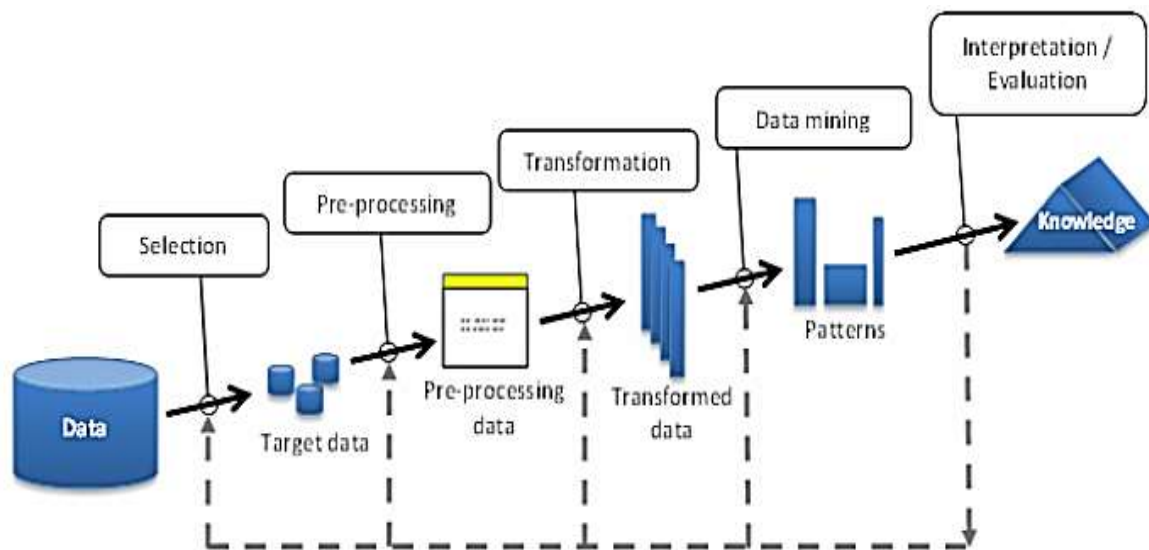 Interpretation /
Evaluation
Data mining
Transformation
Pre-processing
Selection
Knowledge
Patterns
Transformed
data
Pre-processing
data
Target data
Data